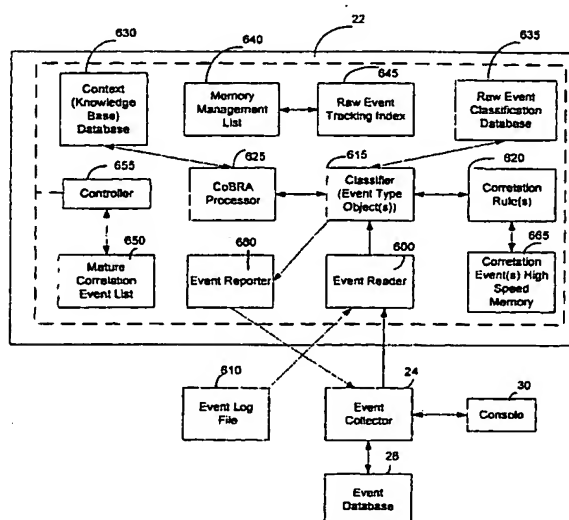 630
640
22
635
Context
(Knowledge
Base)
Database
Memory
Management
List
645
Raw Event
Tracking Index
Raw Event
Classification
Database
655
Controller
625
CoBRA
Processor
615
Classifier
(Event Type
Object(s))
620
Correlation
Rule(s)
650
Mature
Correlation
Event List
660
Event Reporter
600
Event Reader
665
Correlation
Event(s) High
Speed
Memory
610
Event Log
File
24
Event
Collector
30
Console
26
Event
Database